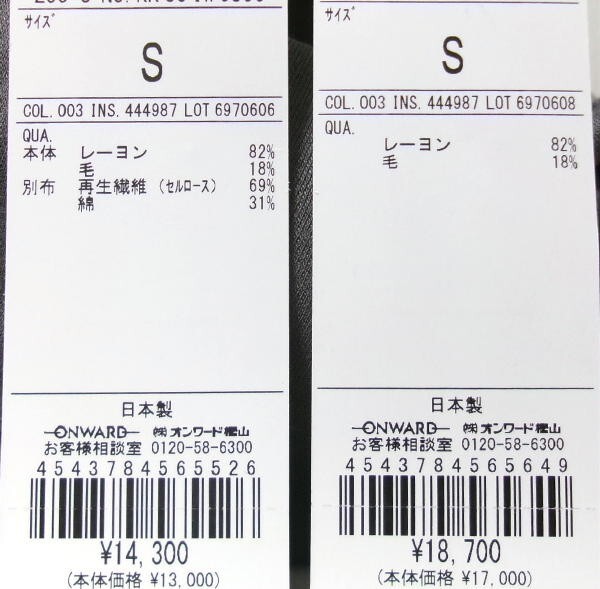 サイズ
S
COL. 003 INS. 444987 LOT 6970606
QUA.
本体 レーヨン 82%
毛 18%
別布 再生繊維 (セルロース) 69%
綿 31%
日本製
ONWARD ㈱オンワード樫山
お客様相談室 0120-58-6300
4543784565526
¥14,300
(本体価格 ¥13,000)
サイズ
S
COL. 003 INS. 444987 LOT 6970608
QUA.
レーヨン 82%
毛 18%
日本製
ONWARD ㈱オンワード樫山
お客様相談室 0120-58-6300
4543784565649
¥18,700
(本体価格 ¥17,000)